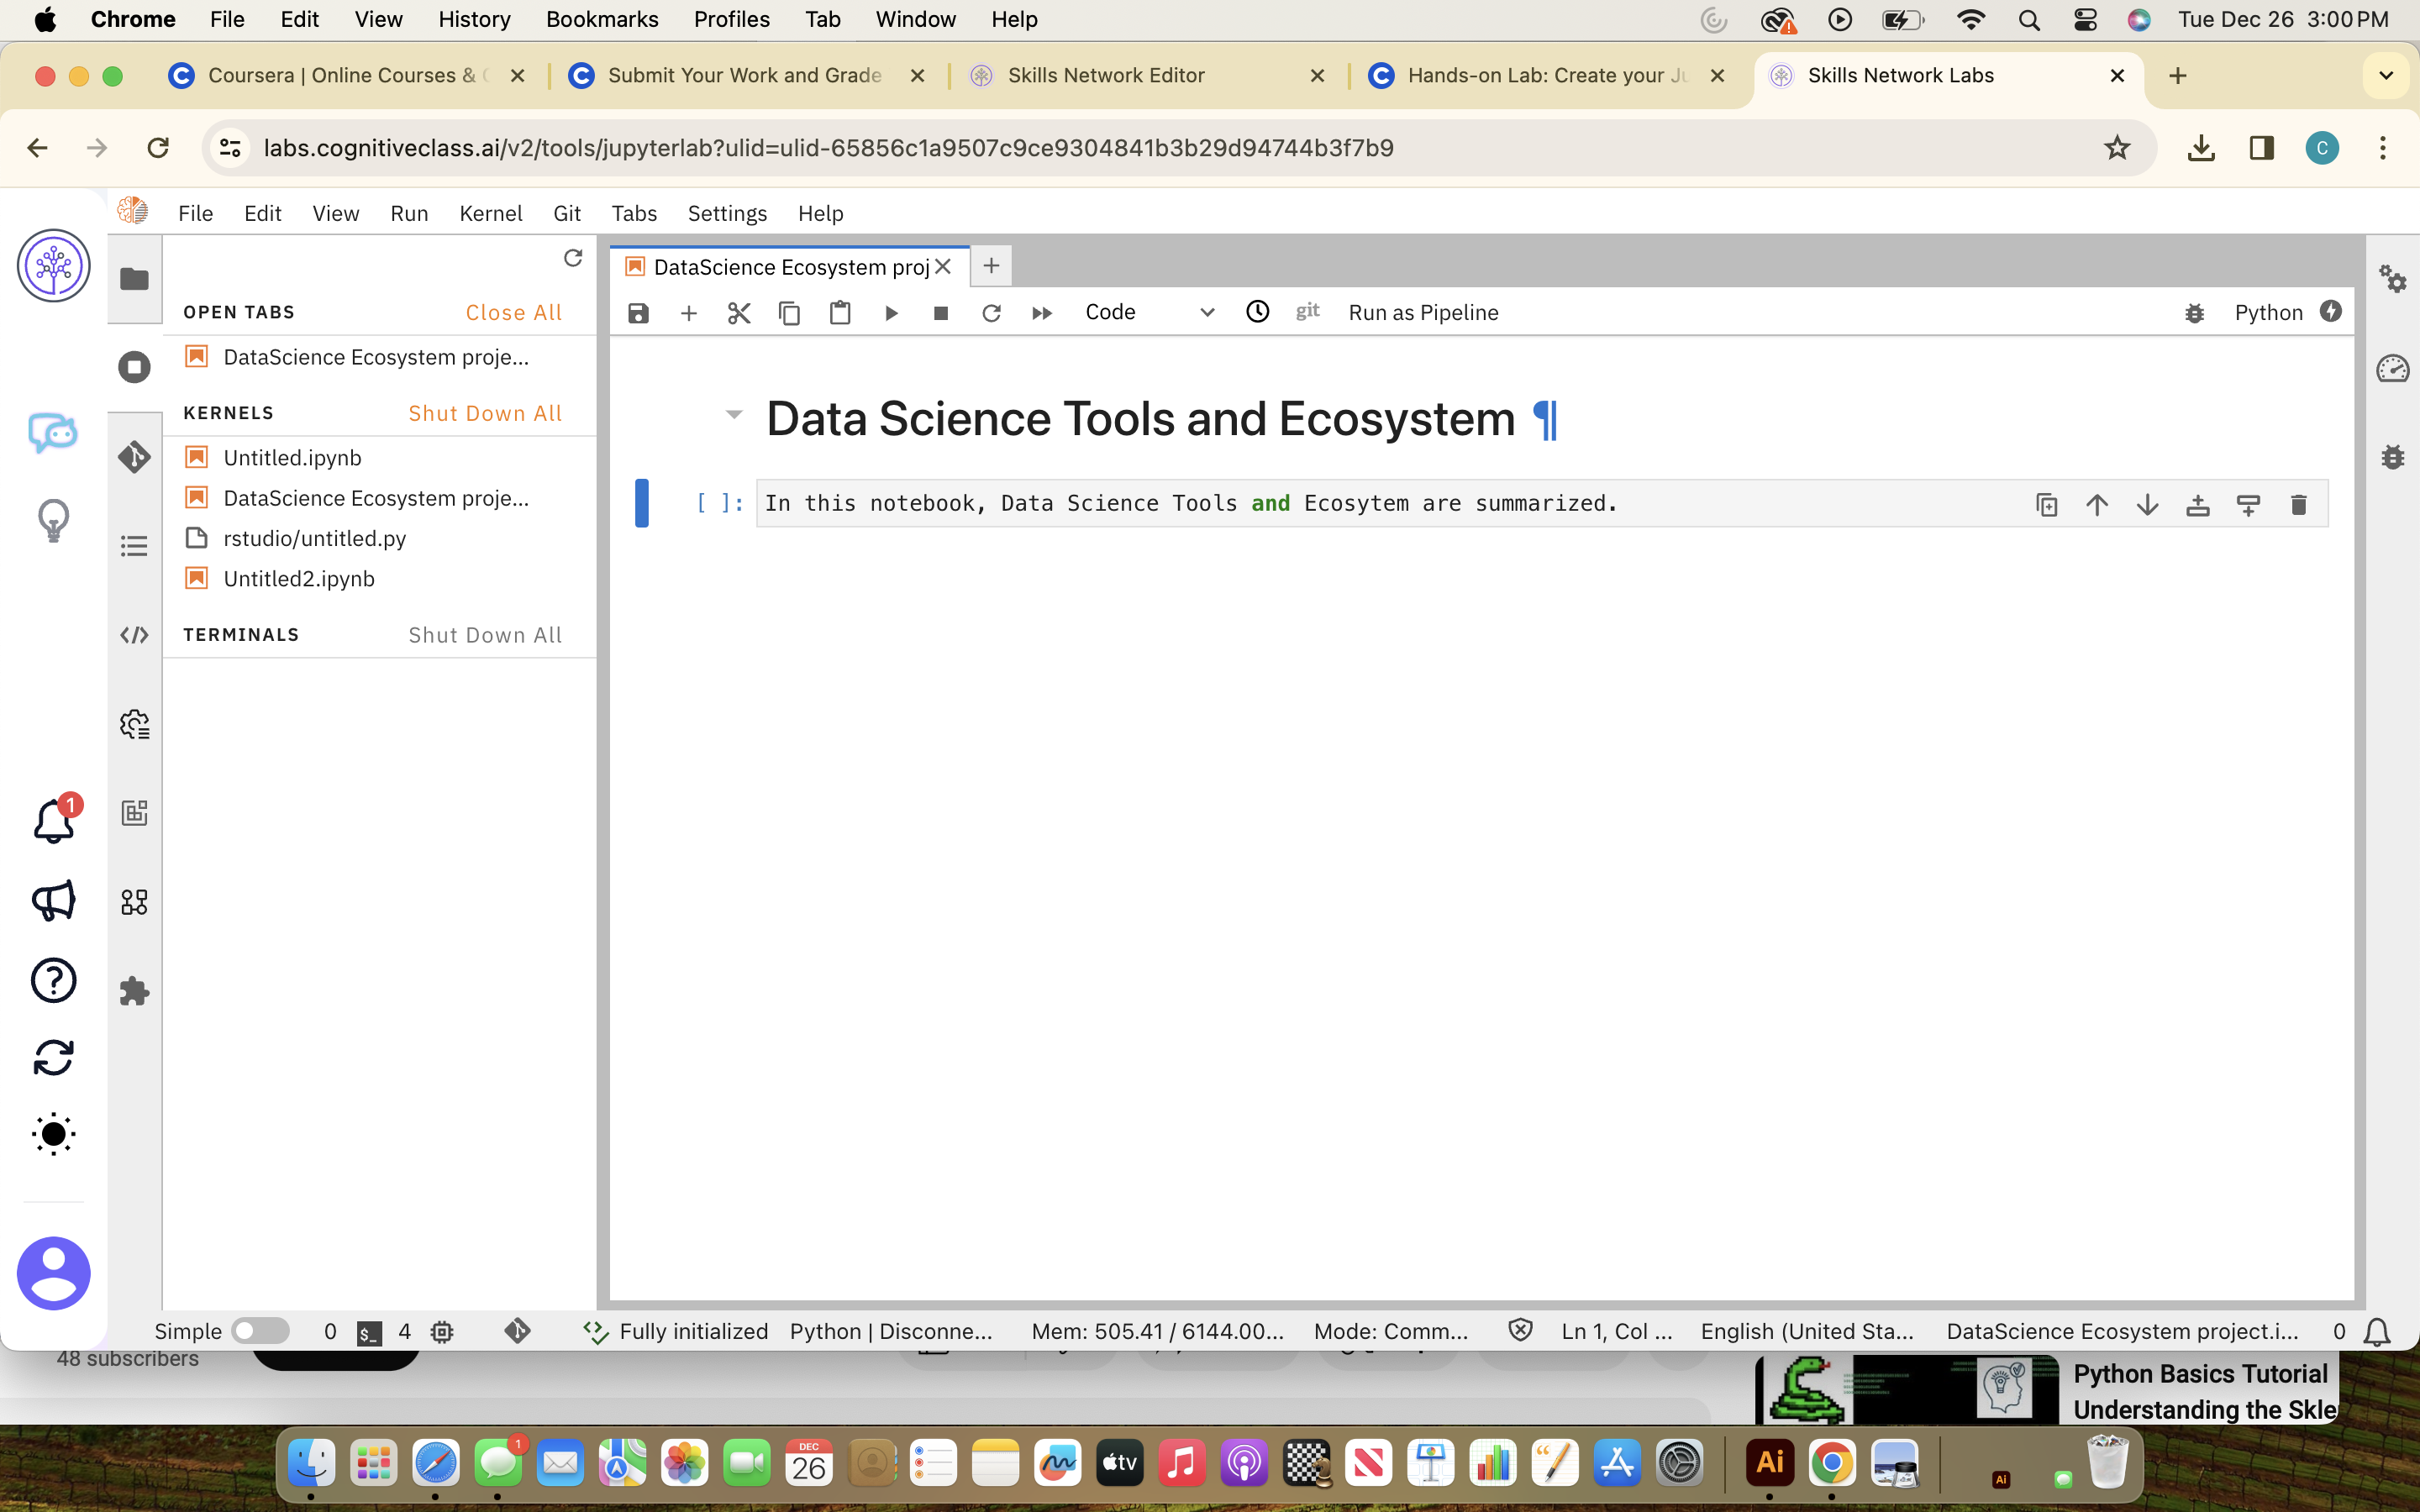 Chrome File Edit View History Bookmarks Profiles Tab Window Help Tue Dec 26 3:00 PM
Coursera | Online Courses & Submit Your Work and Grade Skills Network Editor Hands-on Lab: Create your Ju Skills Network Labs
labs.cognitiveclass.ai/v2/tools/jupyterlab?ulid=ulid-65856c1a9507c9ce9304841b3b29d94744b3f7b9 C
File Edit View Run Kernel Git Tabs Settings Help
DataScience Ecosystem proj
OPEN TABS Close All
Code git Run as Pipeline Python
DataScience Ecosystem proje...
KERNELS Shut Down All
Data Science Tools and Ecosystem ¶
Untitled.ipynb
DataScience Ecosystem proje...
[ ]: In this notebook, Data Science Tools and Ecosytem are summarized.
rstudio/untitled.py
Untitled2.ipynb
TERMINALS Shut Down All
1
Simple 0 $_ 4 Fully initialized Python | Disconne... Mem: 505.41 / 6144.00... Mode: Comm... Ln 1, Col ... English (United Sta... DataScience Ecosystem project.i... 0
48 subscribers
Python Basics Tutorial
Understanding the Skle
1 DEC 26 tv Ai Ai